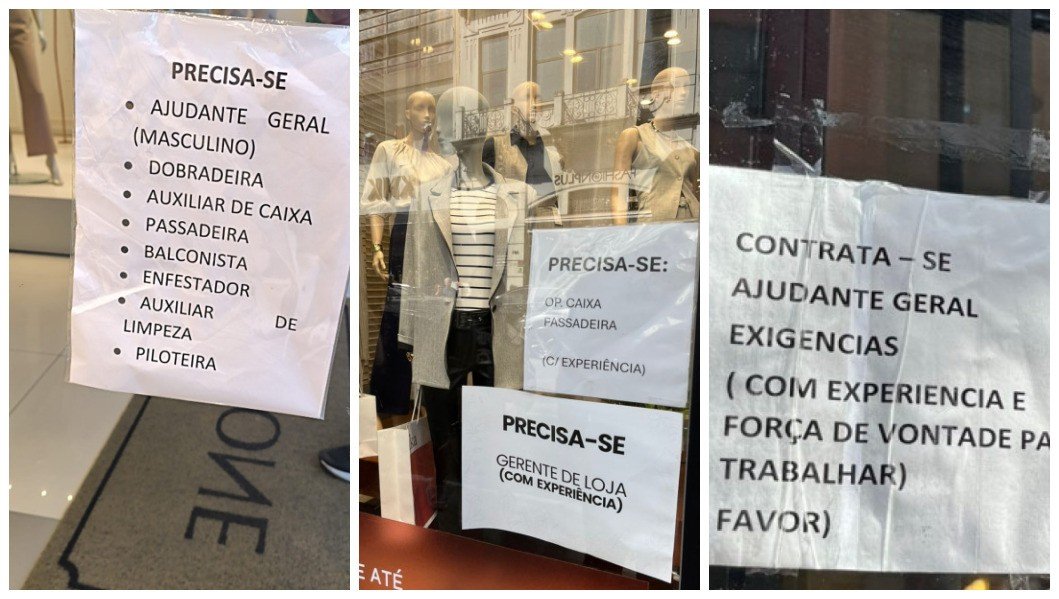 PRECISA-SE
• AJUDANTE GERAL
(MASCULINO)
• DOBRADEIRA
• AUXILIAR DE CAIXA
• PASSADEIRA
• BALCONISTA
• ENFESTADOR
• AUXILIAR DE
LIMPEZA
• PILOTEIRA
ONE
FASHION PLUS
PRECISA-SE:
OP. CAIXA
PASSADEIRA
(C/ EXPERIÊNCIA)
PRECISA-SE
GERENTE DE LOJA
(COM EXPERIÊNCIA)
E ATÉ
CONTRATA – SE
AJUDANTE GERAL
EXIGENCIAS
( COM EXPERIENCIA E
FORÇA DE VONTADE PA
TRABALHAR)
FAVOR)